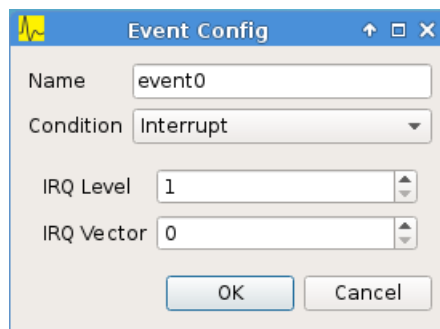 Event Config
Name event0
Condition Interrupt
IRQ Level 1
IRQ Vector 0
OK Cancel